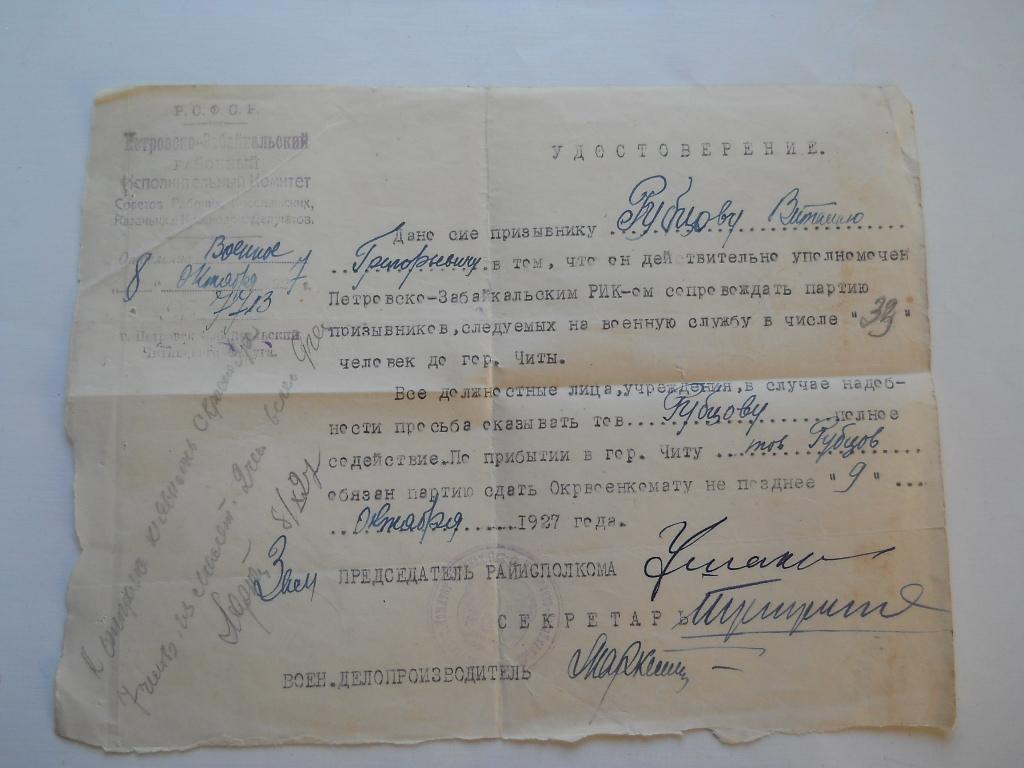 Р.С.Ф.С.Р.
Петровско-Забайкальский
РАЙОННЫЙ
Исполнительный Комитет
Советов Рабочих, Крестьянских,
Казачьих и Красноарм. Депутатов.
Отделение Военное
8 Октября 7
г. Петровск-Забайкальский
УДОСТОВЕРЕНИЕ.
Дано сие призывнику Рубцову Виталию
Григорьевичу в том, что он действительно уполномочен
Петровско-Забайкальским РИК-ом сопровождать партию
призывников, следуемых на военную службу в числе "39"
человек до гор. Читы.
Все должностные лица, учреждения, в случае надоб-
ности просьба оказывать тов. Рубцову полное
содействие. По прибытии в гор. Читу тов Рубцов
обязан партию сдать Окрвоенкомату не позднее "9"
Октября 1927 года.
Зам ПРЕДСЕДАТЕЛЬ РАЙИСПОЛКОМА
СЕКРЕТАРЬ
ВОЕН. ДЕЛОПРОИЗВОДИТЕЛЬ